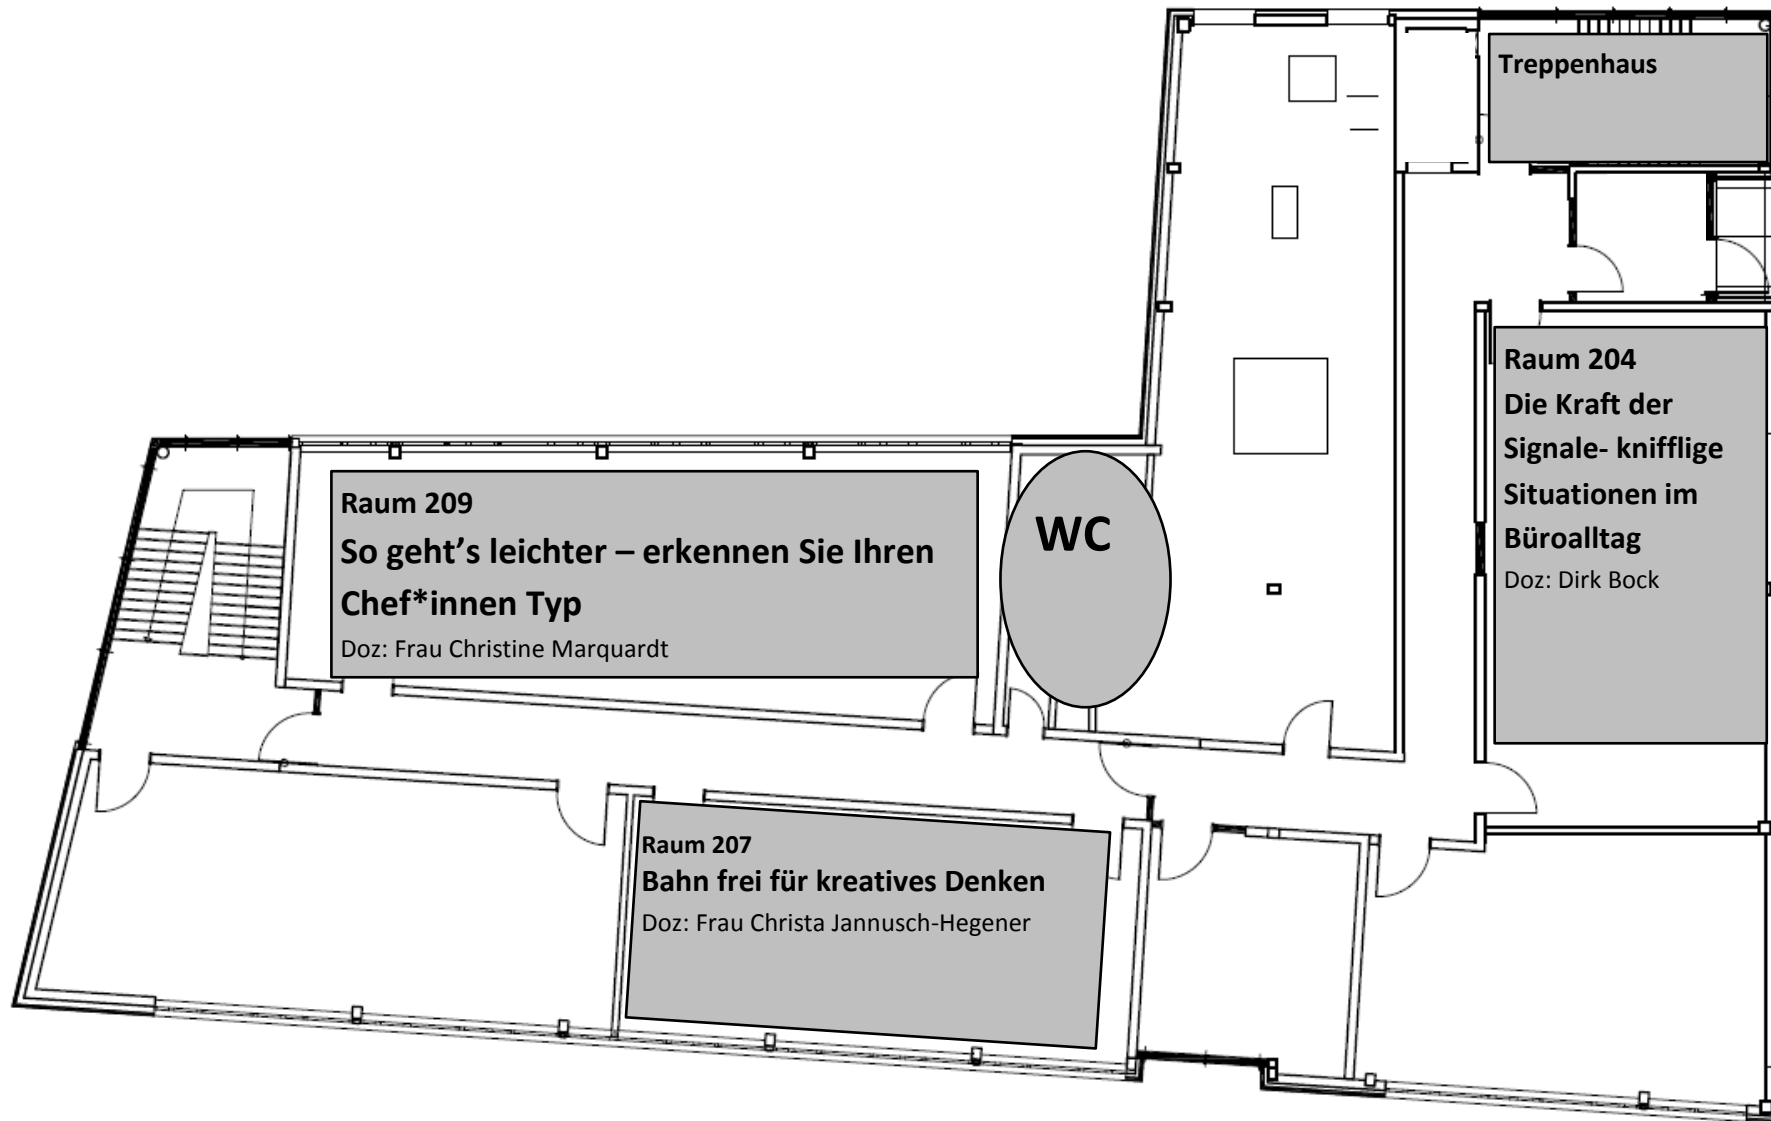 Treppenhaus
Raum 204
Die Kraft der
Signale- knifflige
Situationen im
Büroalltag
Doz: Dirk Bock
Raum 209
So geht’s leichter – erkennen Sie Ihren
Chef*innen Typ
Doz: Frau Christine Marquardt
WC
Raum 207
Bahn frei für kreatives Denken
Doz: Frau Christa Jannusch-Hegener